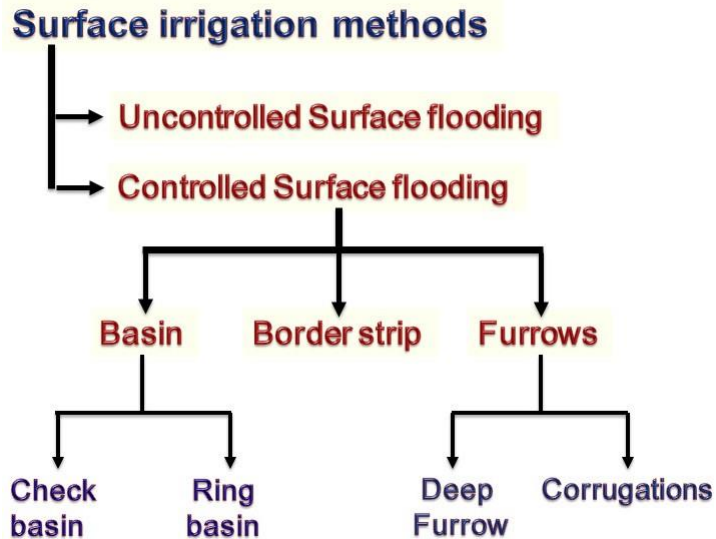 Surface irrigation methods
Uncontrolled Surface flooding
Controlled Surface flooding
Basin
Border strip
Furrows
Check
basin
Ring
basin
Deep
Furrow
Corrugations